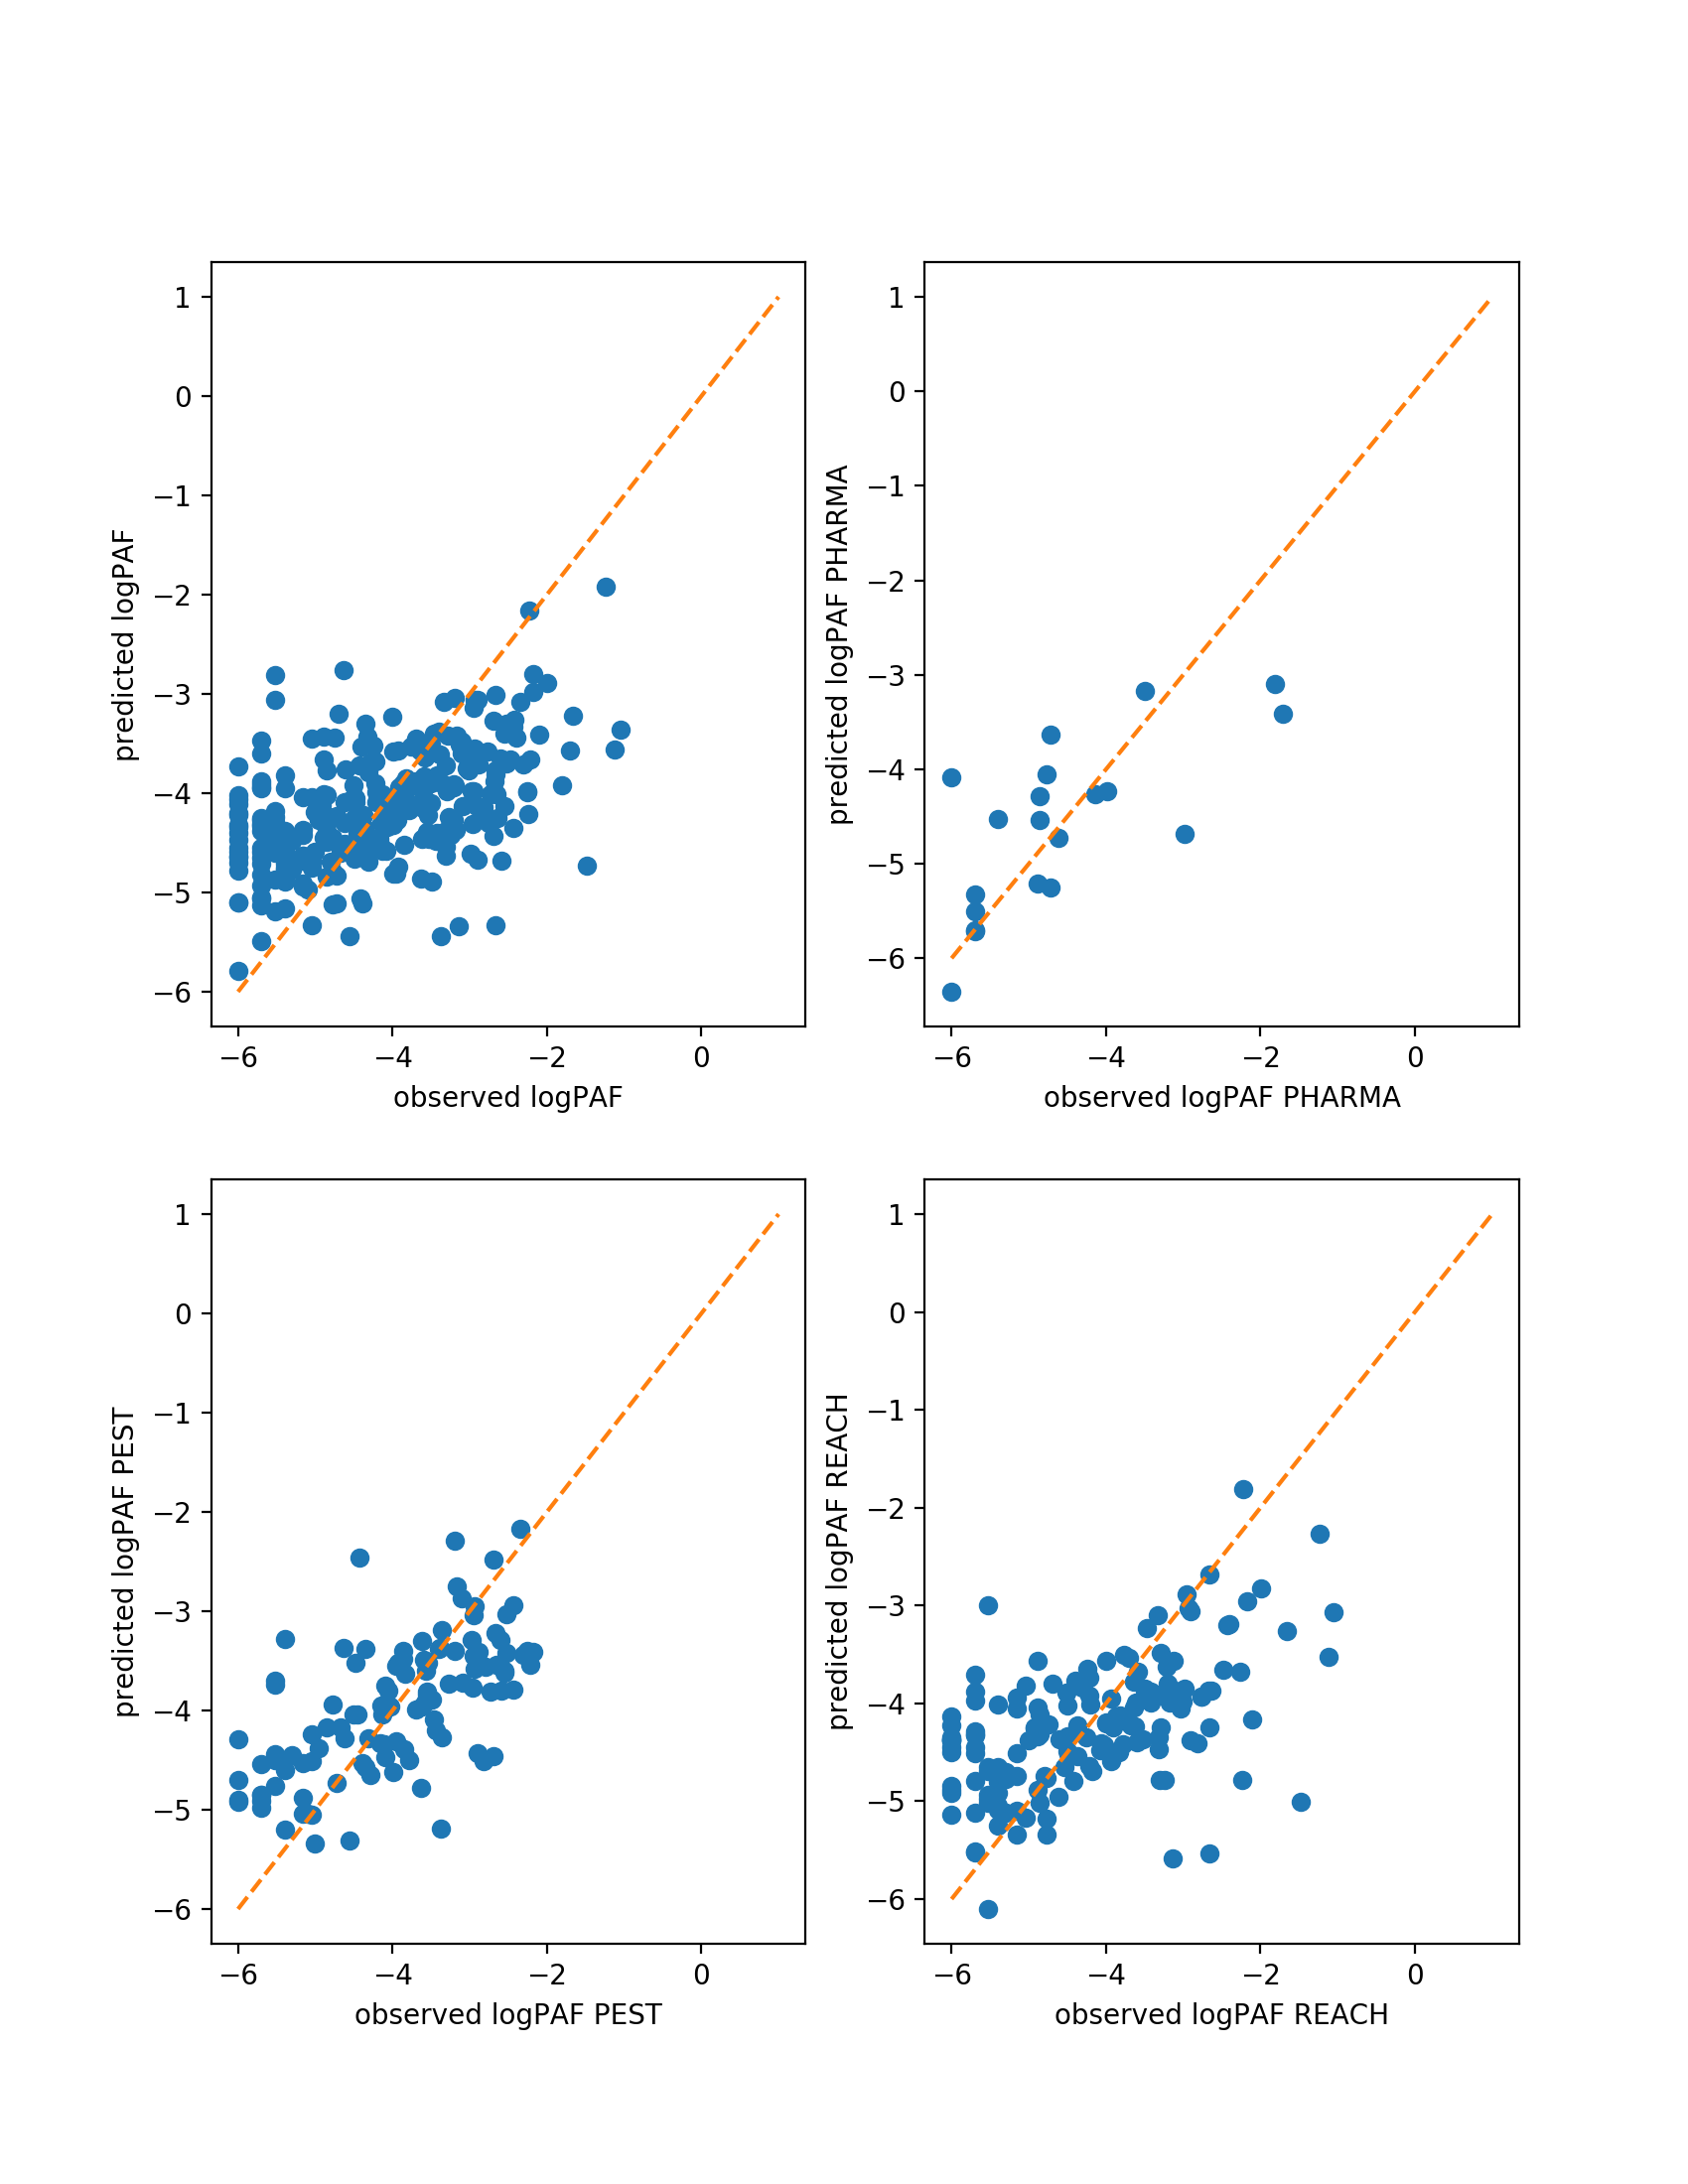 1
0
−1
−2
−3
−4
−5
−6
predicted logPAF
−6 −4 −2 0
observed logPAF
1
0
−1
−2
−3
−4
−5
−6
predicted logPAF PHARMA
−6 −4 −2 0
observed logPAF PHARMA
1
0
−1
−2
−3
−4
−5
−6
predicted logPAF PEST
−6 −4 −2 0
observed logPAF PEST
1
0
−1
−2
−3
−4
−5
−6
predicted logPAF REACH
−6 −4 −2 0
observed logPAF REACH